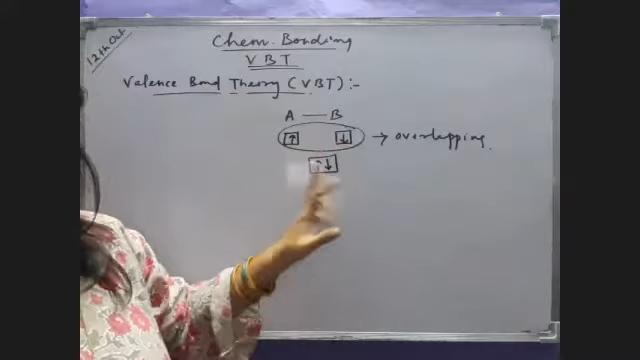 12th Oct
Chem. Bonding
VBT
Valence Bond Theory (VBT):-
A — B
↑ ↓ → overlapping.
↑↓